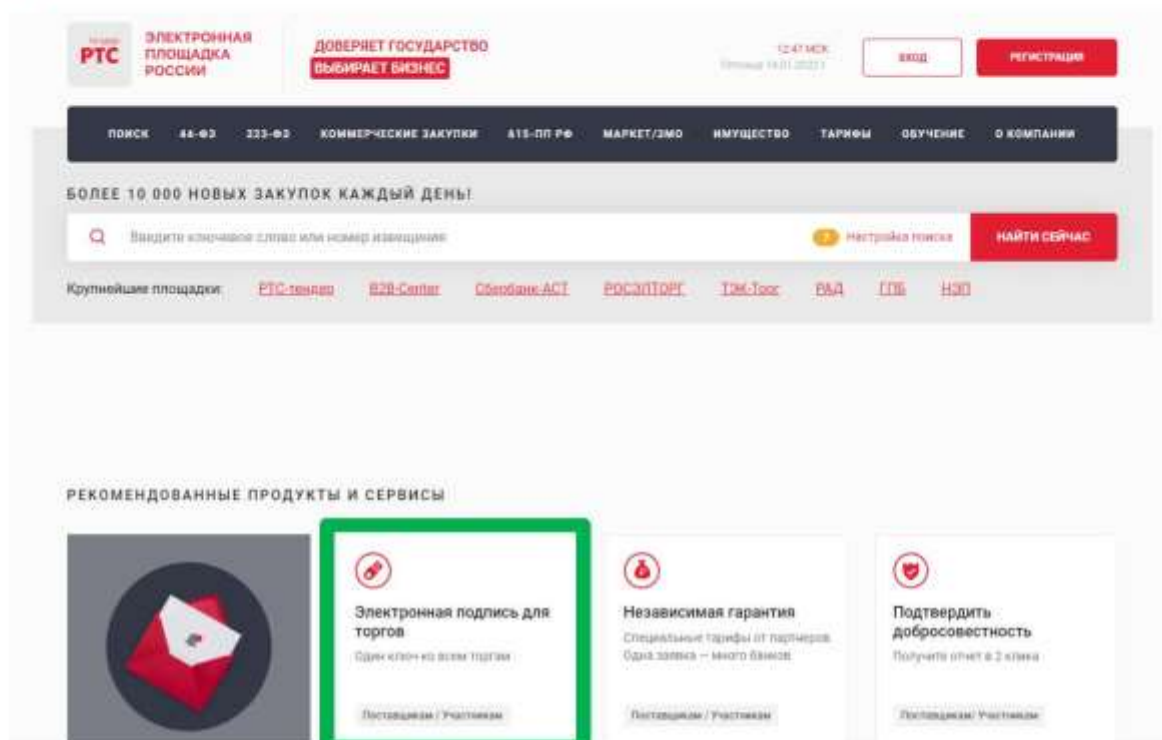 РТС
ЭЛЕКТРОННАЯ
ПЛОЩАДКА
РОССИИ
ДОВЕРЯЕТ ГОСУДАРСТВО
ВЫБИРАЕТ БИЗНЕС
12:47 МСК
ВХОД
РЕГИСТРАЦИЯ
ПОИСК 44-ФЗ 223-ФЗ КОММЕРЧЕСКИЕ ЗАКУПКИ 615-ПП РФ МАРКЕТ/ЗМО ИМУЩЕСТВО ТАРИФЫ ОБУЧЕНИЕ О КОМПАНИИ
БОЛЕЕ 10 000 НОВЫХ ЗАКУПОК КАЖДЫЙ ДЕНЬ!
Введите ключевое слово или номер извещения
Настройка поиска
НАЙТИ СЕЙЧАС
Крупнейшие площадки: РТС-тендер B2B-Center Сбербанк-АСТ РОСЭЛТОРГ ТЭК-Торг РАД ГПБ НЭП
РЕКОМЕНДОВАННЫЕ ПРОДУКТЫ И СЕРВИСЫ
Электронная подпись для
торгов
Один ключ ко всем торгам
Поставщикам / Участникам
Независимая гарантия
Специальные тарифы от партнеров.
Одна заявка — много банков
Поставщикам / Участникам
Подтвердить
добросовестность
Получите отчет в 2 клика
Поставщикам / Участникам